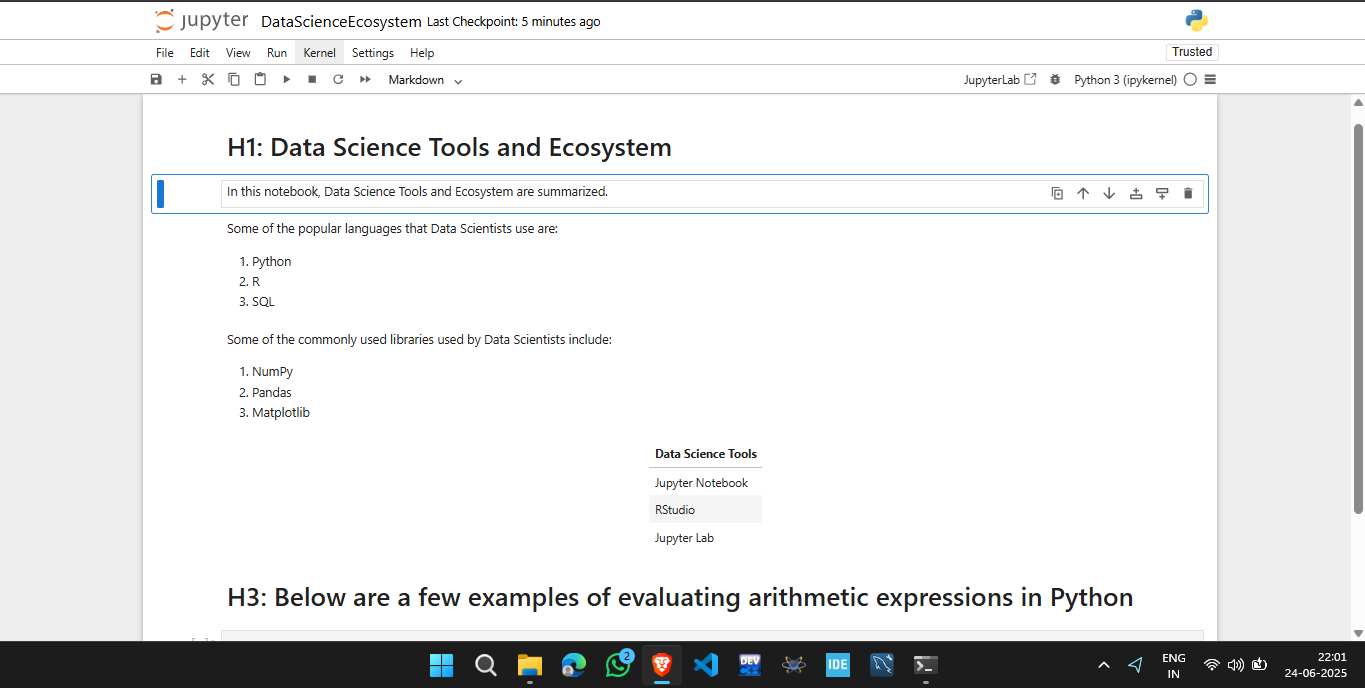 jupyter DataScienceEcosystem Last Checkpoint: 5 minutes ago
File Edit View Run Kernel Settings Help Trusted
Markdown JupyterLab Python 3 (ipykernel)
H1: Data Science Tools and Ecosystem
In this notebook, Data Science Tools and Ecosystem are summarized.
Some of the popular languages that Data Scientists use are:
1. Python
2. R
3. SQL
Some of the commonly used libraries used by Data Scientists include:
1. NumPy
2. Pandas
3. Matplotlib
Data Science Tools
Jupyter Notebook
RStudio
Jupyter Lab
H3: Below are a few examples of evaluating arithmetic expressions in Python
2
DEV
IDE
ENG
IN
22:01
24-06-2025